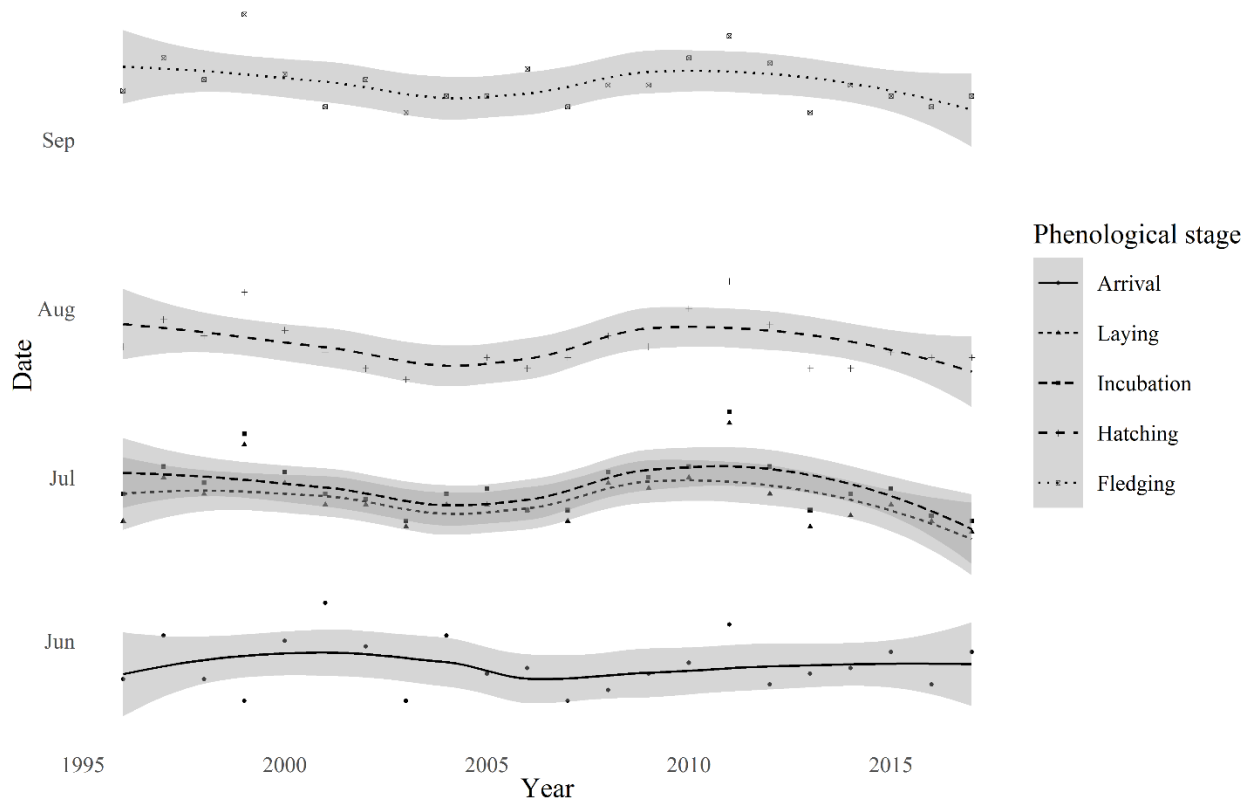 Sep
Aug
Jul
Jun
Date
1995 2000 2005 2010 2015
Year
Phenological stage
Arrival
Laying
Incubation
Hatching
Fledging